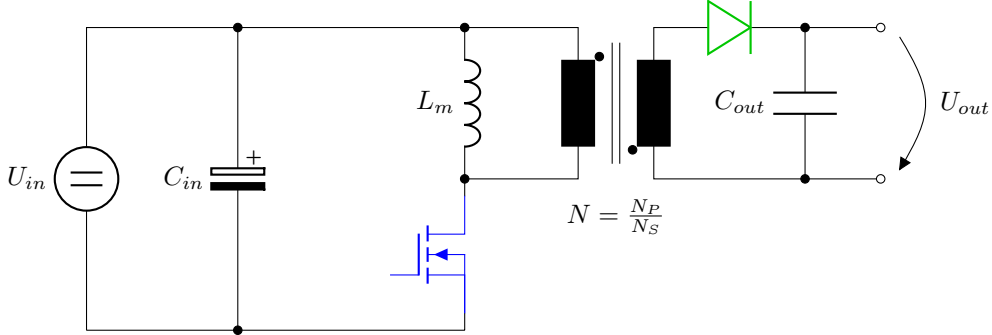 U_in
C_in
+
L_m
N = N_P/N_S
C_out
U_out